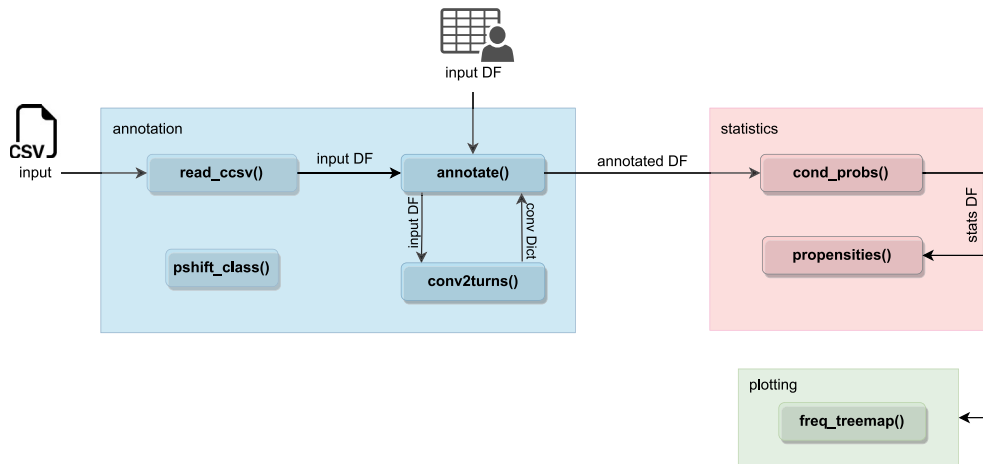 input DF
CSV
input
annotation
read_ccsv()
input DF
annotate()
annotated DF
input DF
conv Dict
pshift_class()
conv2turns()
statistics
cond_probs()
stats DF
propensities()
plotting
freq_treemap()